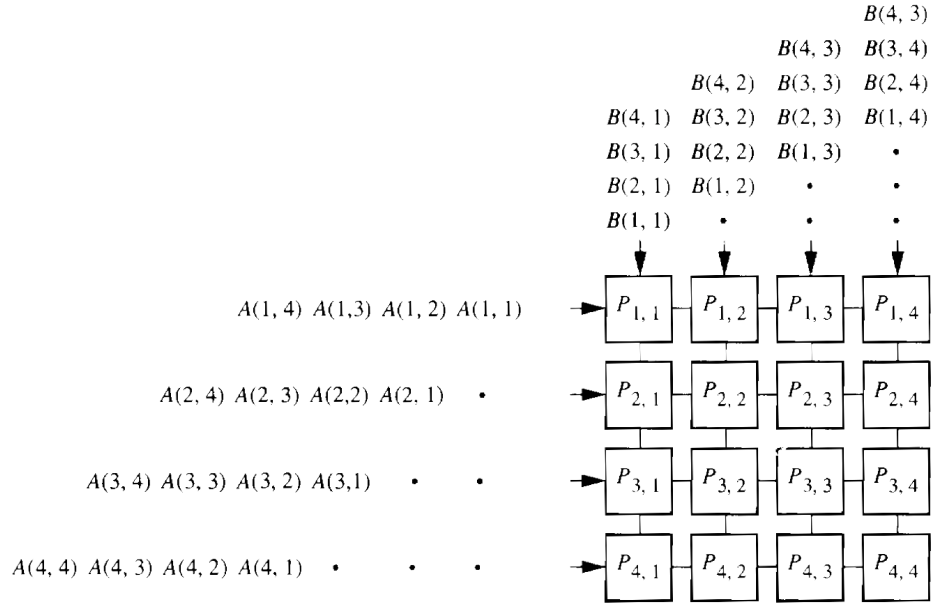 B(4, 3)
B(4, 3) B(3, 4)
B(4, 2) B(3, 3) B(2, 4)
B(4, 1) B(3, 2) B(2, 3) B(1, 4)
B(3, 1) B(2, 2) B(1, 3) •
B(2, 1) B(1, 2) • •
B(1, 1) • • •
A(1, 4) A(1,3) A(1, 2) A(1, 1) P1, 1 P1, 2 P1, 3 P1, 4
A(2, 4) A(2, 3) A(2,2) A(2, 1) • P2, 1 P2, 2 P2, 3 P2, 4
A(3, 4) A(3, 3) A(3, 2) A(3,1) • • P3, 1 P3, 2 P3, 3 P3, 4
A(4, 4) A(4, 3) A(4, 2) A(4, 1) • • • P4, 1 P4, 2 P4, 3 P4, 4